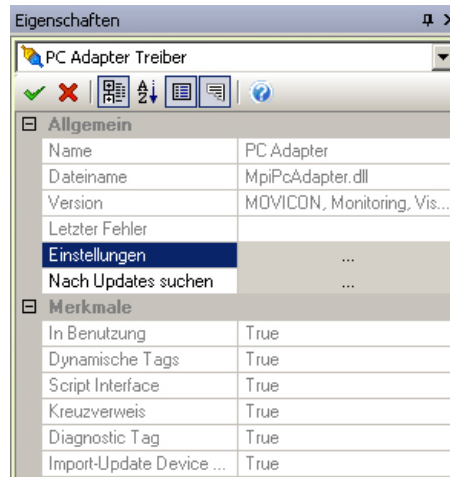 Eigenschaften
PC Adapter Treiber
Allgemein
Name PC Adapter
Dateiname MpiPcAdapter.dll
Version MOVICON, Monitoring, Vis...
Letzter Fehler
Einstellungen ...
Nach Updates suchen ...
Merkmale
In Benutzung True
Dynamische Tags True
Script Interface True
Kreuzverweis True
Diagnostic Tag True
Import-Update Device ... True